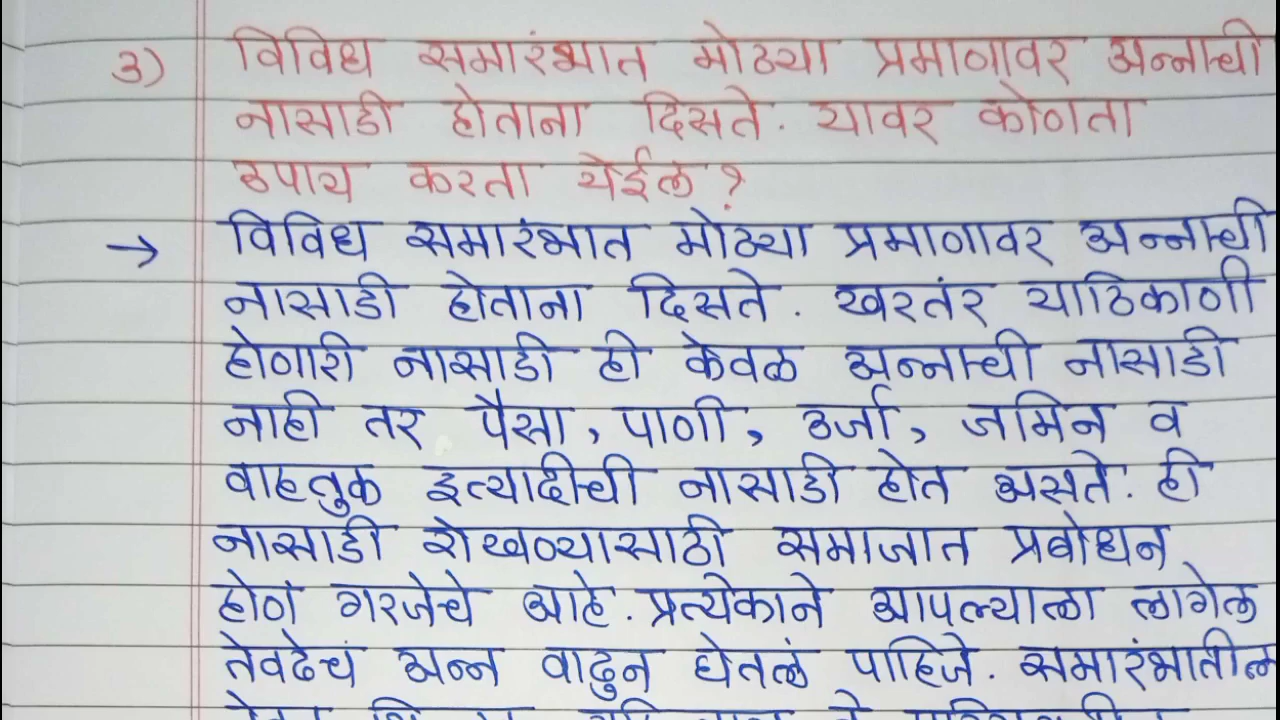 ३) विविध समारंभात मोठ्या प्रमाणावर अन्नाची
नासाडी होताना दिसते. यावर कोणता
उपाय करता येईल ?
→ विविध समारंभात मोठ्या प्रमाणावर अन्नाची
नासाडी होताना दिसते. खरतंर याठिकाणी
होणारी नासाडी ही केवळ अन्नाची नासाडी
नाही तर पैसा, पाणी, उर्जा, जमिन व
वाहतुक इत्यादीची नासाडी होत असते. ही
नासाडी रोखण्यासाठी समाजात प्रबोधन
होणं गरजेचे आहे. प्रत्येकाने आपल्याला लागेल
तेवढेच अन्न वाढुन घेतलं पाहिजे. समारंभातील